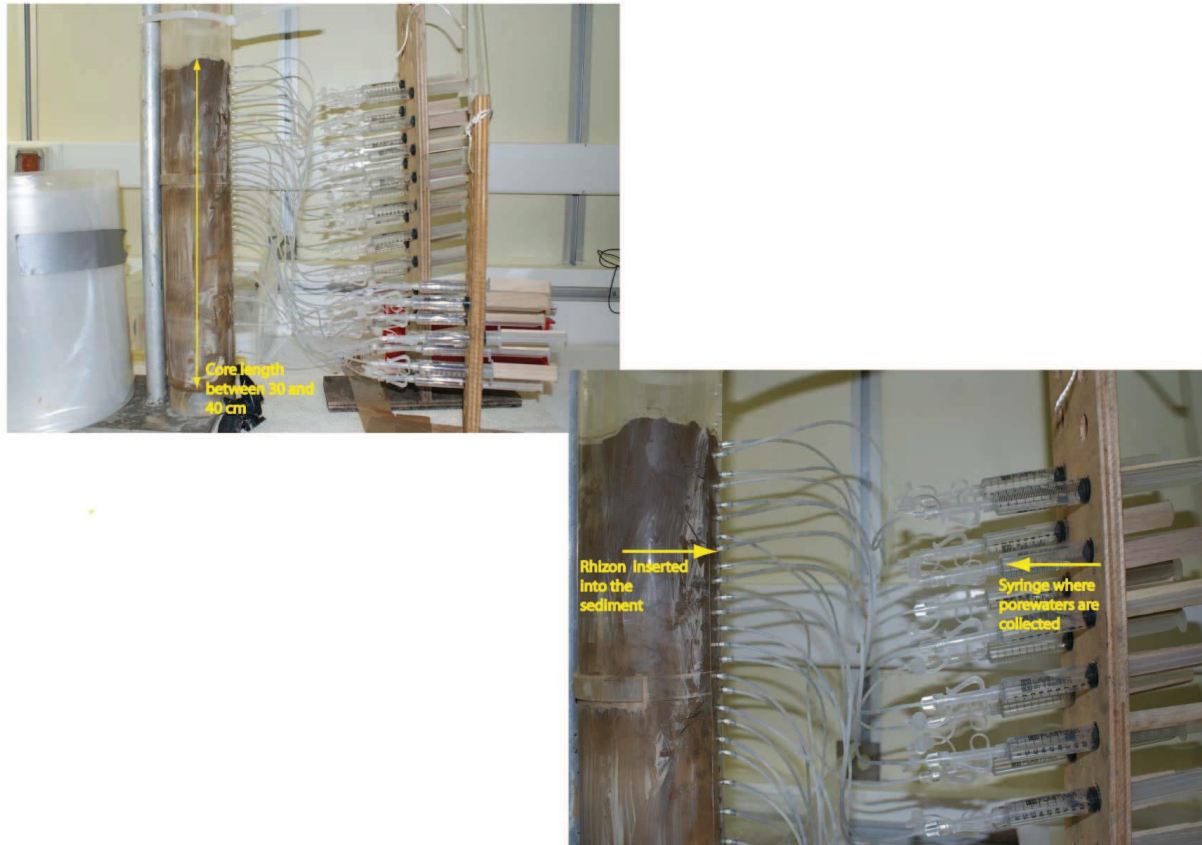 Core length
between 30 and
40 cm
Rhizon inserted
into the
sediment
Syringe where
porewaters are
collected